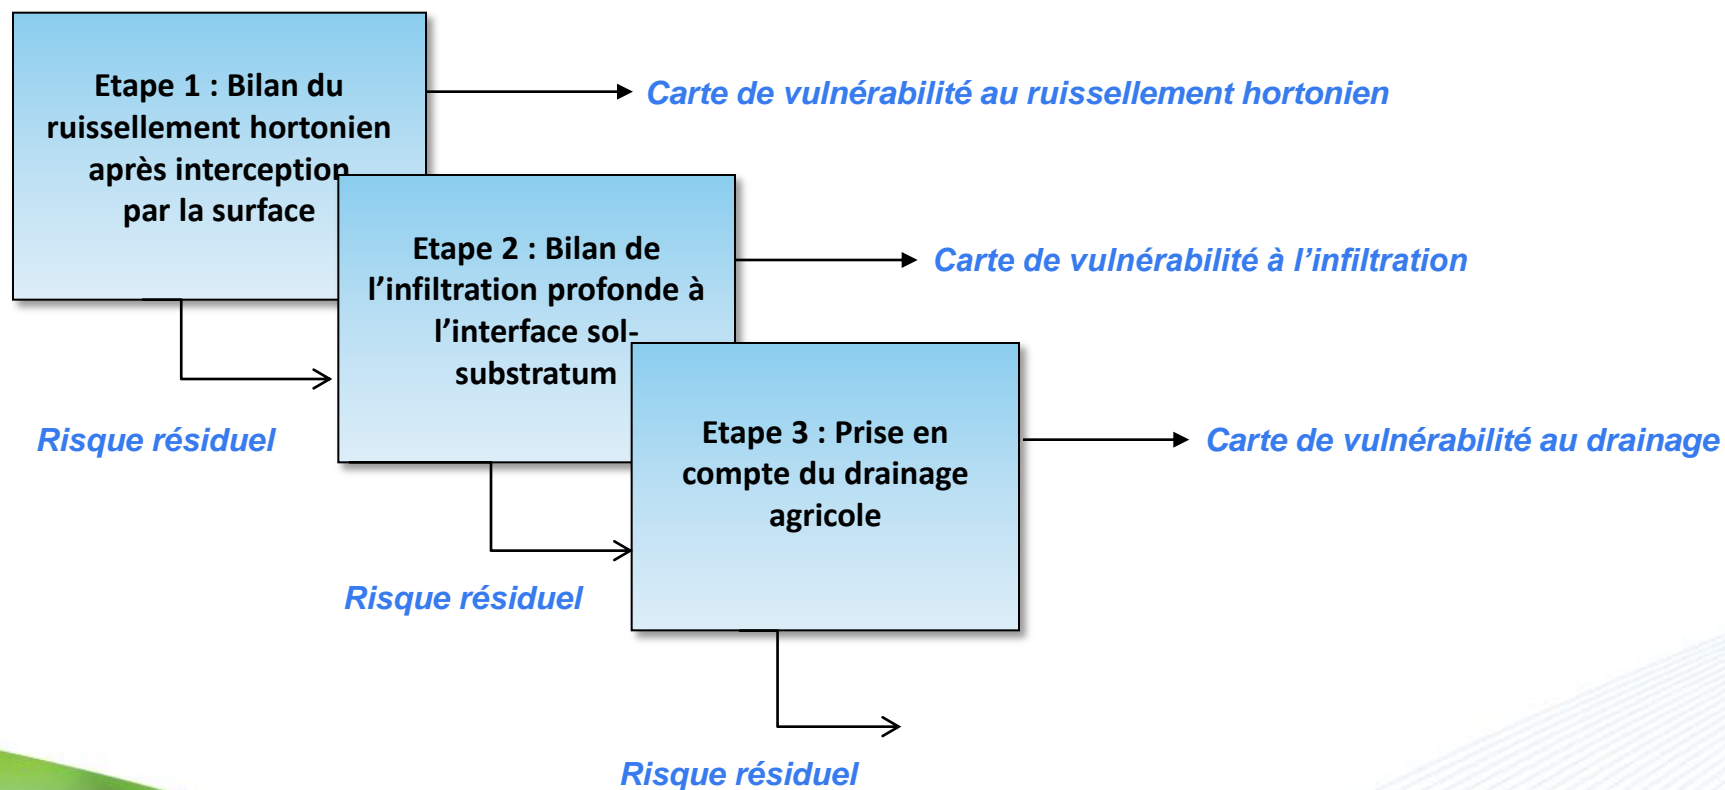 Etape 1 : Bilan du
ruissellement hortonien
après interception
par la surface
Carte de vulnérabilité au ruissellement hortonien
Risque résiduel
Etape 2 : Bilan de
l’infiltration profonde à
l’interface sol-
substratum
Carte de vulnérabilité à l’infiltration
Risque résiduel
Etape 3 : Prise en
compte du drainage
agricole
Carte de vulnérabilité au drainage
Risque résiduel